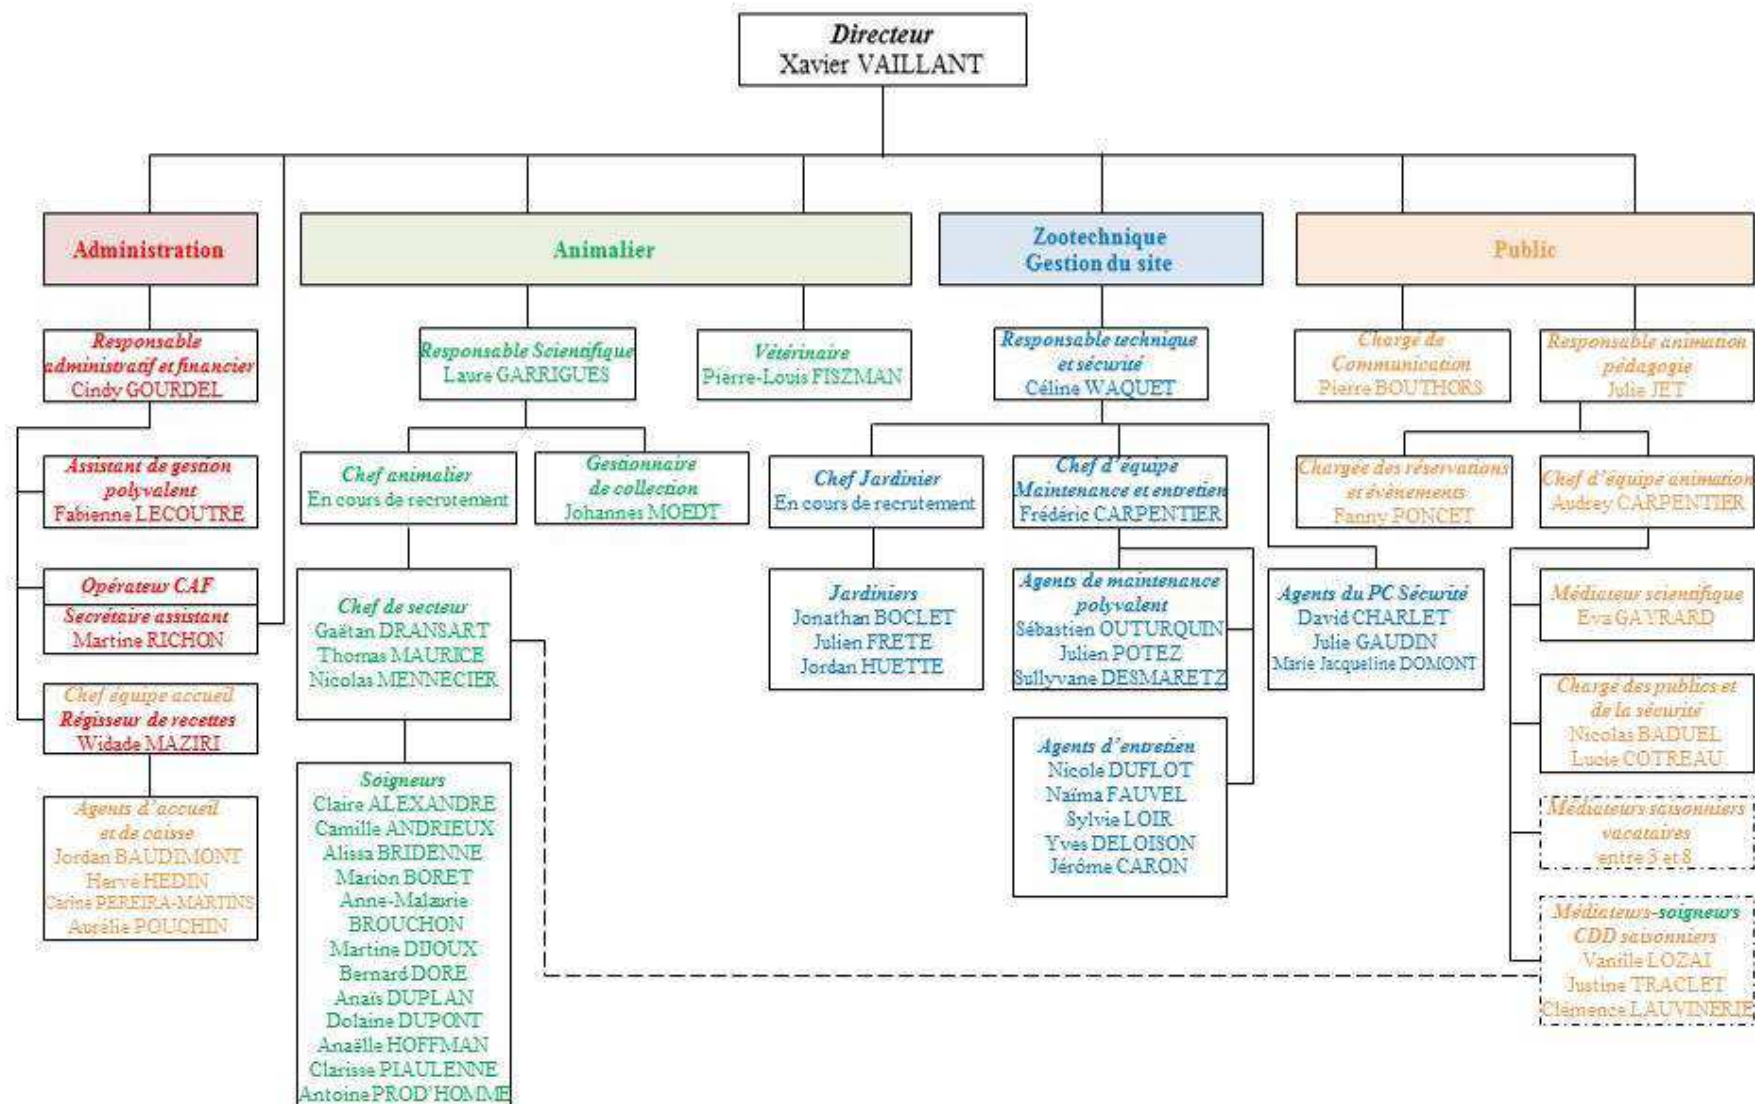 Directeur
Xavier VAILLANT
Administration
Responsable
administratif et financier
Cindy GOURDEL
Assistant de gestion
polyvalent
Fabienne LECOUTRE
Opérateur CAF
Secrétaire assistant
Martine RICHON
Chef équipe accueil
Régisseur de recettes
Widade MAZIRI
Agents d'accueil
et de caisse
Jordan BAUDIMONT
Hervé HEDIN
Carine PEREIRA-MARTINS
Aurélie POUCHIN
Animalier
Responsable Scientifique
Laure GARRIGUES
Vétérinaire
Pierre-Louis FISZMAN
Chef animalier
En cours de recrutement
Gestionnaire
de collection
Johannes MOEDT
Chef de secteur
Gaëtan DRANSART
Thomas MAURICE
Nicolas MENNECIER
Soigneurs
Claire ALEXANDRE
Camille ANDRIEUX
Alissa BRIDENNE
Marion BORET
Anne-Malaurie
BROUCHON
Martine DIJOUX
Bernard DORE
Anaïs DUPLAN
Dolaine DUPONT
Anaëlle HOFFMAN
Clarisse PIAULENNE
Antoine PROD'HOMME
Zootechnique
Gestion du site
Responsable technique
et sécurité
Céline WAQUET
Chef Jardinier
En cours de recrutement
Chef d'équipe
Maintenance et entretien
Frédéric CARPENTIER
Jardiniers
Jonathan BOCLET
Julien FRETE
Jordan HUETTE
Agents de maintenance
polyvalent
Sébastien OUTURQUIN
Julien POTEZ
Sullyvane DESMARETZ
Agents du PC Sécurité
David CHARLET
Julie GAUDIN
Marie Jacqueline DOMONT
Agents d'entretien
Nicole DUFLOT
Naïma FAUVEL
Sylvie LOIR
Yves DELOISON
Jérôme CARON
Public
Chargé de
Communication
Pierre BOUTHORS
Responsable animation
pédagogie
Julie JET
Chargée des réservations
et évènements
Fanny PONCET
Chef d'équipe animation
Audrey CARPENTIER
Médiateur scientifique
Eva GAYRARD
Chargé des publics et
de la sécurité
Nicolas BADUEL
Lucie COTREAU
Médiateurs saisonniers
vacataires
entre 5 et 8
Médiateurs-soigneurs
CDD saisonniers
Vanille LOZAI
Justine TRACLET
Clémence LAUVINERIE